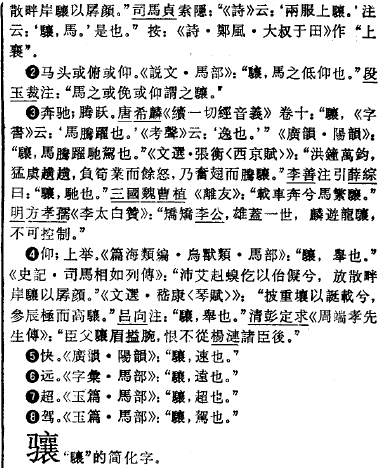 散畔岸驤以孱顔。”司馬貞索隱：“《詩》云：‘兩服上驤。’注
云：‘驤，馬。’是也。”按：《詩·鄭風·大叔于田》作“上
襄”。
❷马头或俯或仰。《説文·馬部》：“驤，馬之低仰也。”段
玉裁注：“馬之或俛或仰謂之驤。”
❸奔驰；腾跃。唐希麟《續一切經音義》卷十：“驤，《字
書》云：‘馬騰躍也。’《考聲》云：‘逸也。’”《廣韻·陽韻》：
“驤，馬騰躍馳駕也。”《文選·張衡〈西京賦〉》：“洪鐘萬鈞，
猛虡趪趪，負筍業而餘怒，乃奮翅而騰驤。”李善注引薛綜
曰：“驤，馳也。”三國魏曹植《離友》：“載車奔兮馬繁驤。”
明方孝孺《李太白贊》：“矯矯李公，雄蓋一世，麟遊龍驤，
不可控制。”
❹仰；上举。《篇海類編·鳥獸類·馬部》：“驤，舉也。”
《史記·司馬相如列傳》：“沛艾赳螑仡以佁儗兮，放散畔
岸驤以孱顔。”《文選·嵇康〈琴賦〉》：“披重壤以誕載兮，
参辰極而高驤。”吕向注：“驤，舉也。”清彭定求《周端孝先
生傳》：“臣父驤眉搤腕，恨不從楊漣諸臣後。”
❺快。《廣韻·陽韻》：“驤，速也。”
❻远。《字彙·馬部》：“驤，遠也。”
❼超。《玉篇·馬部》：“驤，超也。”
❽驾。《玉篇·馬部》：“驤，駕也。”
骧 “驤”的简化字。